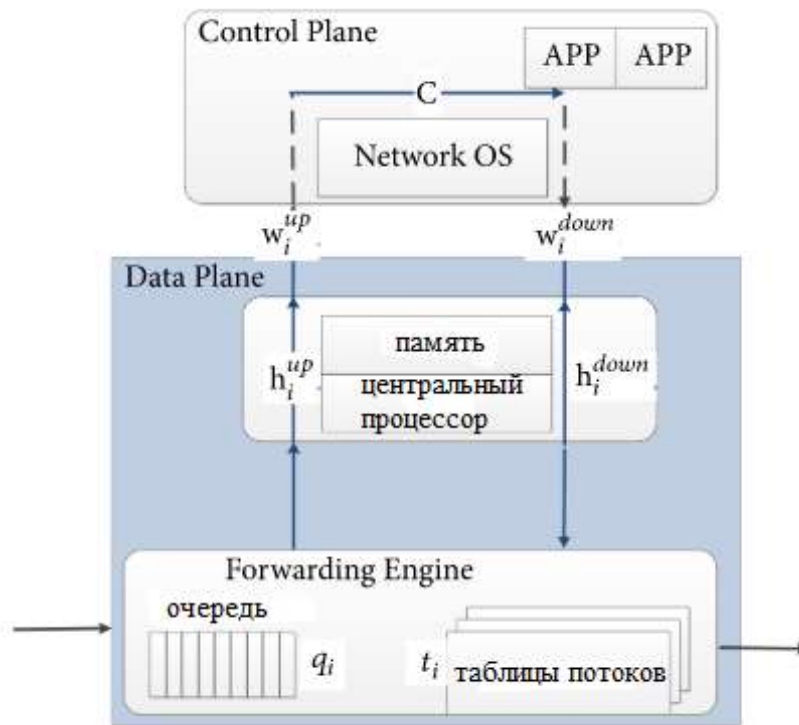 Control Plane
APP APP
C
Network OS
w_i^{up} w_i^{down}
Data Plane
память
h_i^{up} h_i^{down}
центральный
процессор
Forwarding Engine
очередь
q_i t_i
таблицы потоков